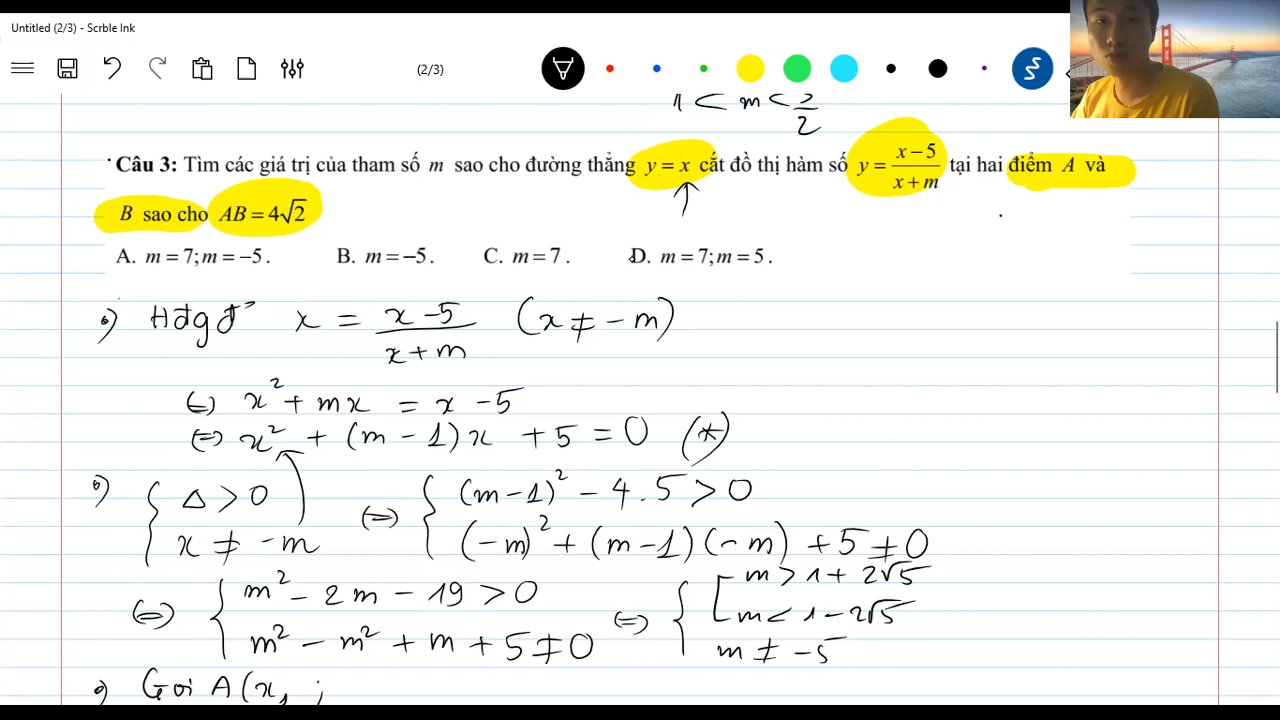 Untitled (2/3) - Scrble Ink
(2/3)
1 < m < 3/2
Câu 3: Tìm các giá trị của tham số m sao cho đường thẳng y = x cắt đồ thị hàm số y = (x − 5)/(x + m) tại hai điểm A và
B sao cho AB = 4√2
A. m = 7; m = −5. B. m = −5. C. m = 7. D. m = 7; m = 5.
Hđgđ x = (x − 5)/(x + m) (x ≠ − m)
⇔ x² + mx = x − 5
⇔ x² + (m − 1)x + 5 = 0 (*)
{ Δ > 0 ⇔ { (m − 1)² − 4.5 > 0
x ≠ − m (− m)² + (m − 1)(− m) + 5 ≠ 0
⇔ { m² − 2m − 19 > 0 ⇔ { [ m > 1 + 2√5
m < 1 − 2√5
m² − m² + m + 5 ≠ 0 m ≠ − 5
Gọi A(x₁ ;